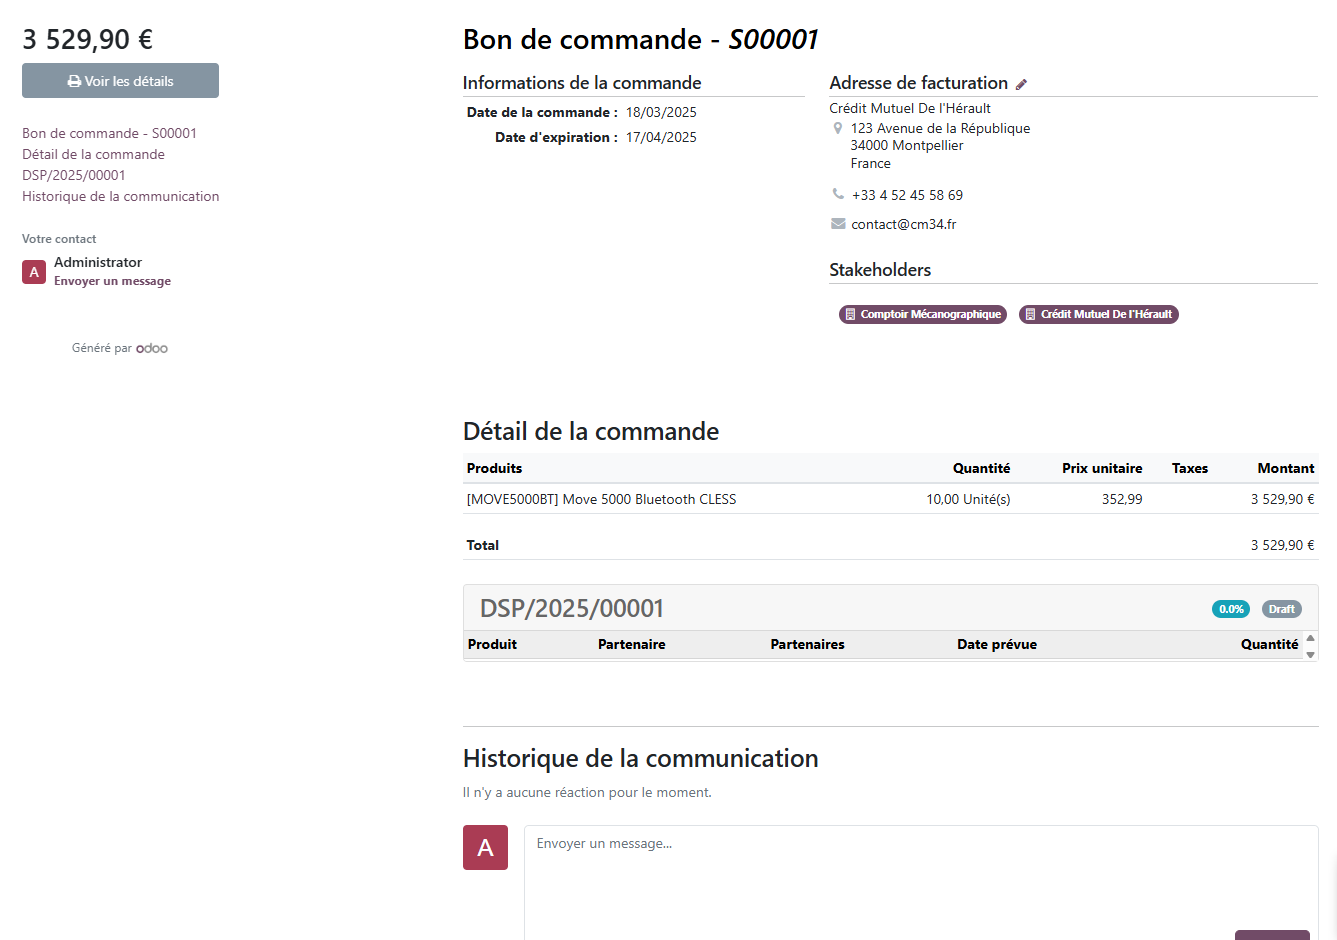 3 529,90 €
Voir les détails
Bon de commande - S00001
Détail de la commande
DSP/2025/00001
Historique de la communication
Votre contact
A
Administrator
Envoyer un message
Généré par odoo
Bon de commande - S00001
Informations de la commande
Date de la commande : 18/03/2025
Date d'expiration : 17/04/2025
Adresse de facturation
Crédit Mutuel De l'Hérault
123 Avenue de la République
34000 Montpellier
France
+33 4 52 45 58 69
contact@cm34.fr
Stakeholders
Comptoir Mécanographique Crédit Mutuel De l'Hérault
Détail de la commande
Produits Quantité Prix unitaire Taxes Montant
[MOVE5000BT] Move 5000 Bluetooth CLESS 10,00 Unité(s) 352,99 3 529,90 €
Total 3 529,90 €
DSP/2025/00001 0.0% Draft
Produit Partenaire Partenaires Date prévue Quantité
Historique de la communication
Il n'y a aucune réaction pour le moment.
A
Envoyer un message...